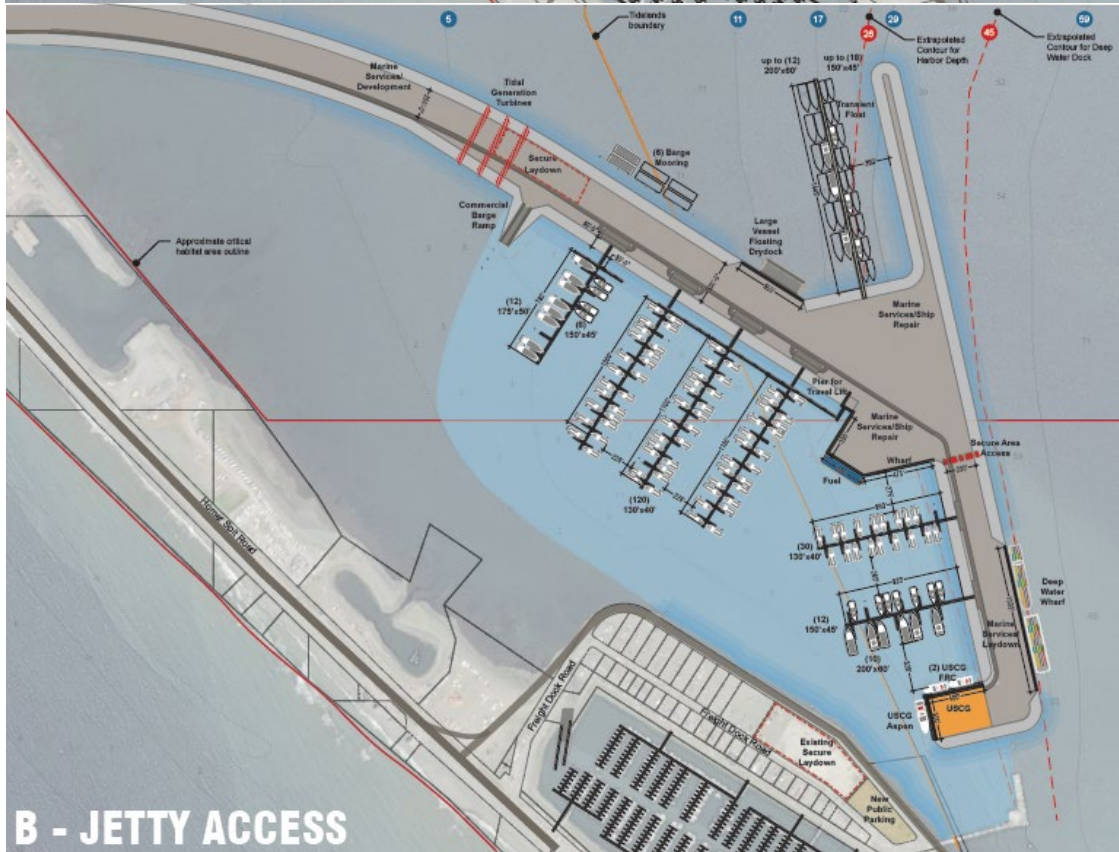 5
Tidelands
boundary
11
17
29
26
Extrapolated
Contour for
Harbor Depth
45
59
Extrapolated
Contour for Deep
Water Dock
Marine
Services/
Development
Tidal
Generation
Turbines
up to (12)
200'x60'
up to (18)
150'x45'
Transient
Float
Secure
Laydown
(6) Barge
Mooring
Commercial
Barge
Ramp
Large
Vessel
Floating
Drydock
Approximate critical
habitat area outline
Marine
Services/Ship
Repair
(12)
175'x50'
(6)
150'x45'
Pier for
Travel Lift
Marine
Services/Ship
Repair
Wharf
Secure Area
Access
Fuel
(120)
130'x40'
(30)
130'x40'
Homer Spit Road
(12)
150'x45'
(10)
200'x60'
Deep
Water
Wharf
Marine
Services/Laydown
(2) USCG
FRC
USCG
USCG
Aspen
Freight Dock Road
Freight Dock Road
Existing
Secure
Laydown
New
Public
Parking
B - JETTY ACCESS